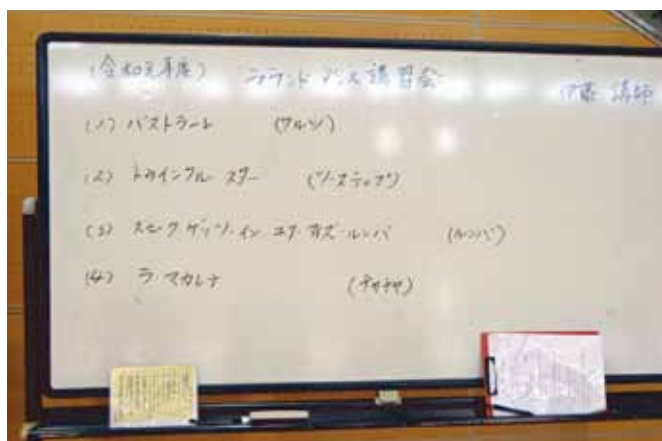 (令和元年度) ラウンドダンス講習会 伊藤 講師
(1) パストラーレ (ワルツ)
(2) トゥインクル スター (ツーステップ)
(3) スモーク・ゲッツ・イン・ユア・アイズ・ルンバ (ルンバ)
(4) ラ・マカレナ (チャチャ)